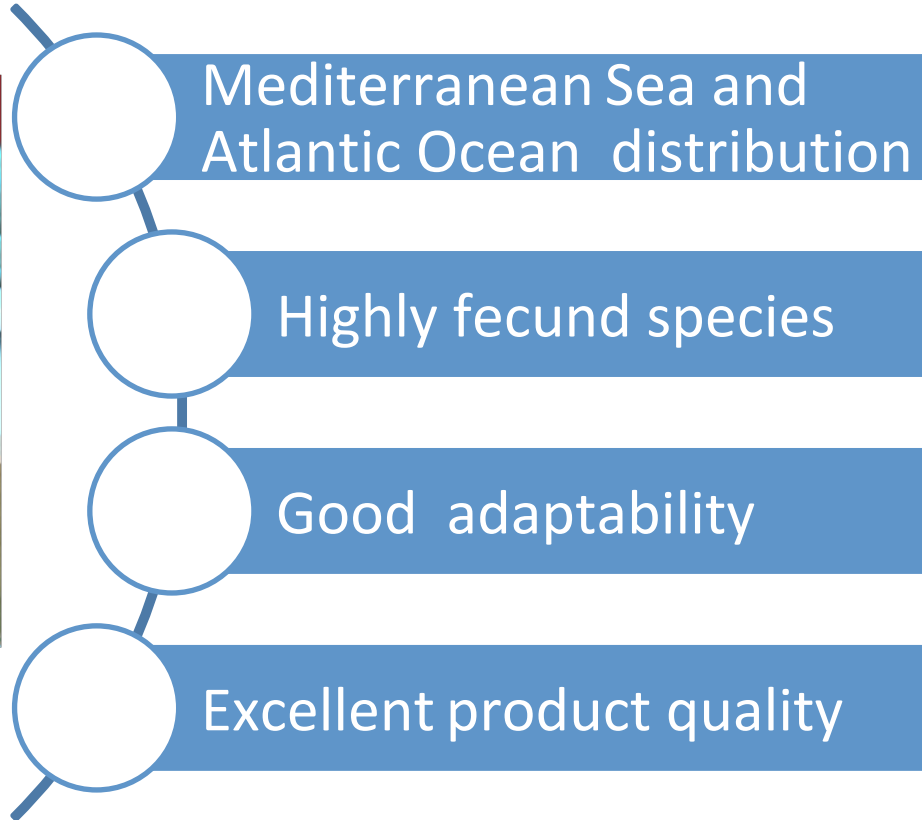 Mediterranean Sea and
Atlantic Ocean  distribution
Highly fecund species
Good  adaptability
Excellent product quality